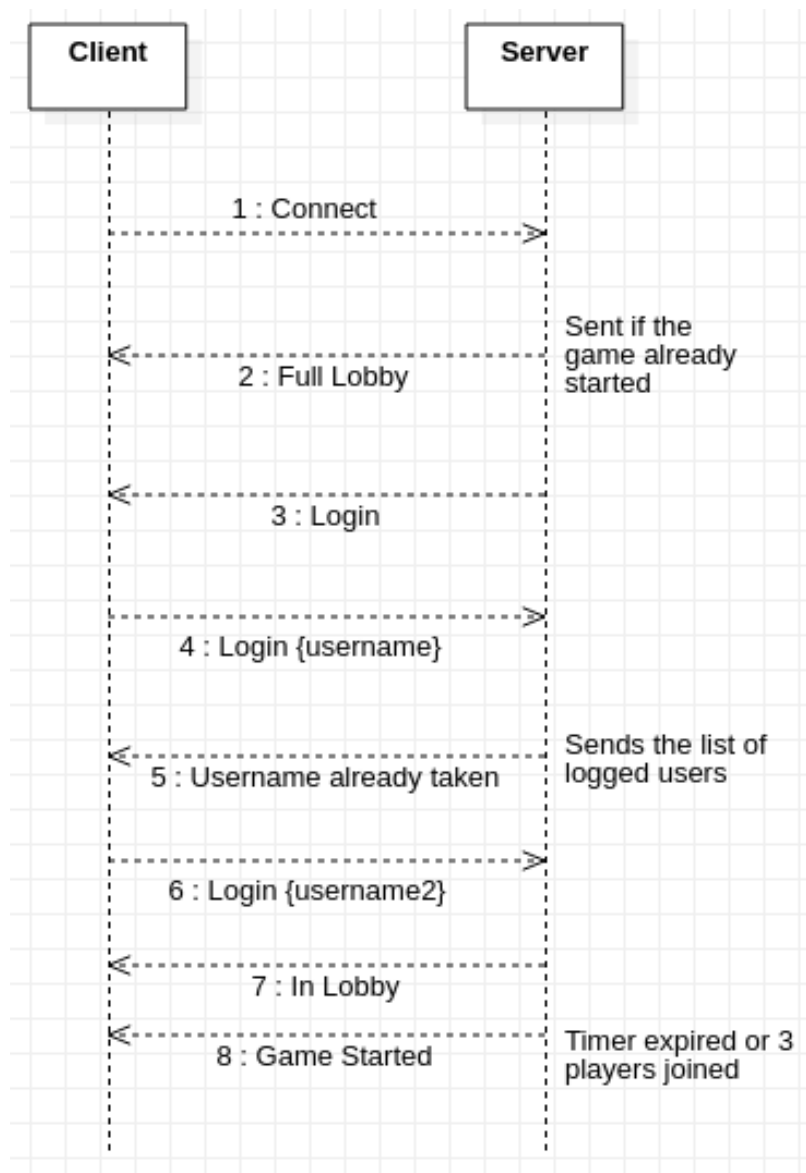 Client
Server
1 : Connect
Sent if the
game already
started
2 : Full Lobby
3 : Login
4 : Login {username}
Sends the list of
logged users
5 : Username already taken
6 : Login {username2}
7 : In Lobby
8 : Game Started
Timer expired or 3
players joined